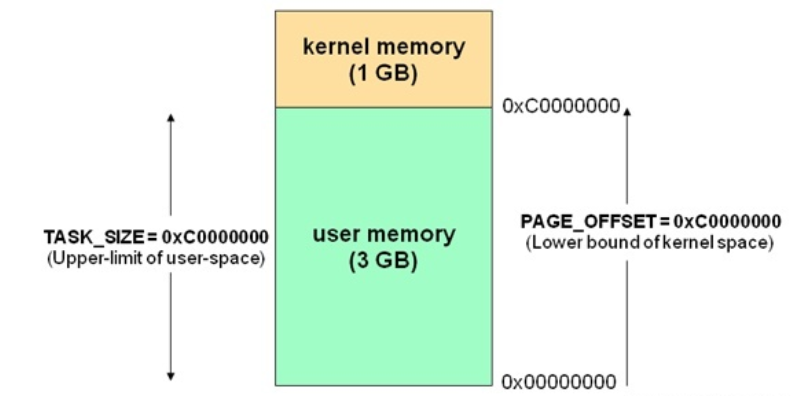 kernel memory
(1 GB)
0xC0000000
TASK_SIZE = 0xC0000000
(Upper-limit of user-space)
user memory
(3 GB)
PAGE_OFFSET = 0xC0000000
(Lower bound of kernel space)
0x00000000